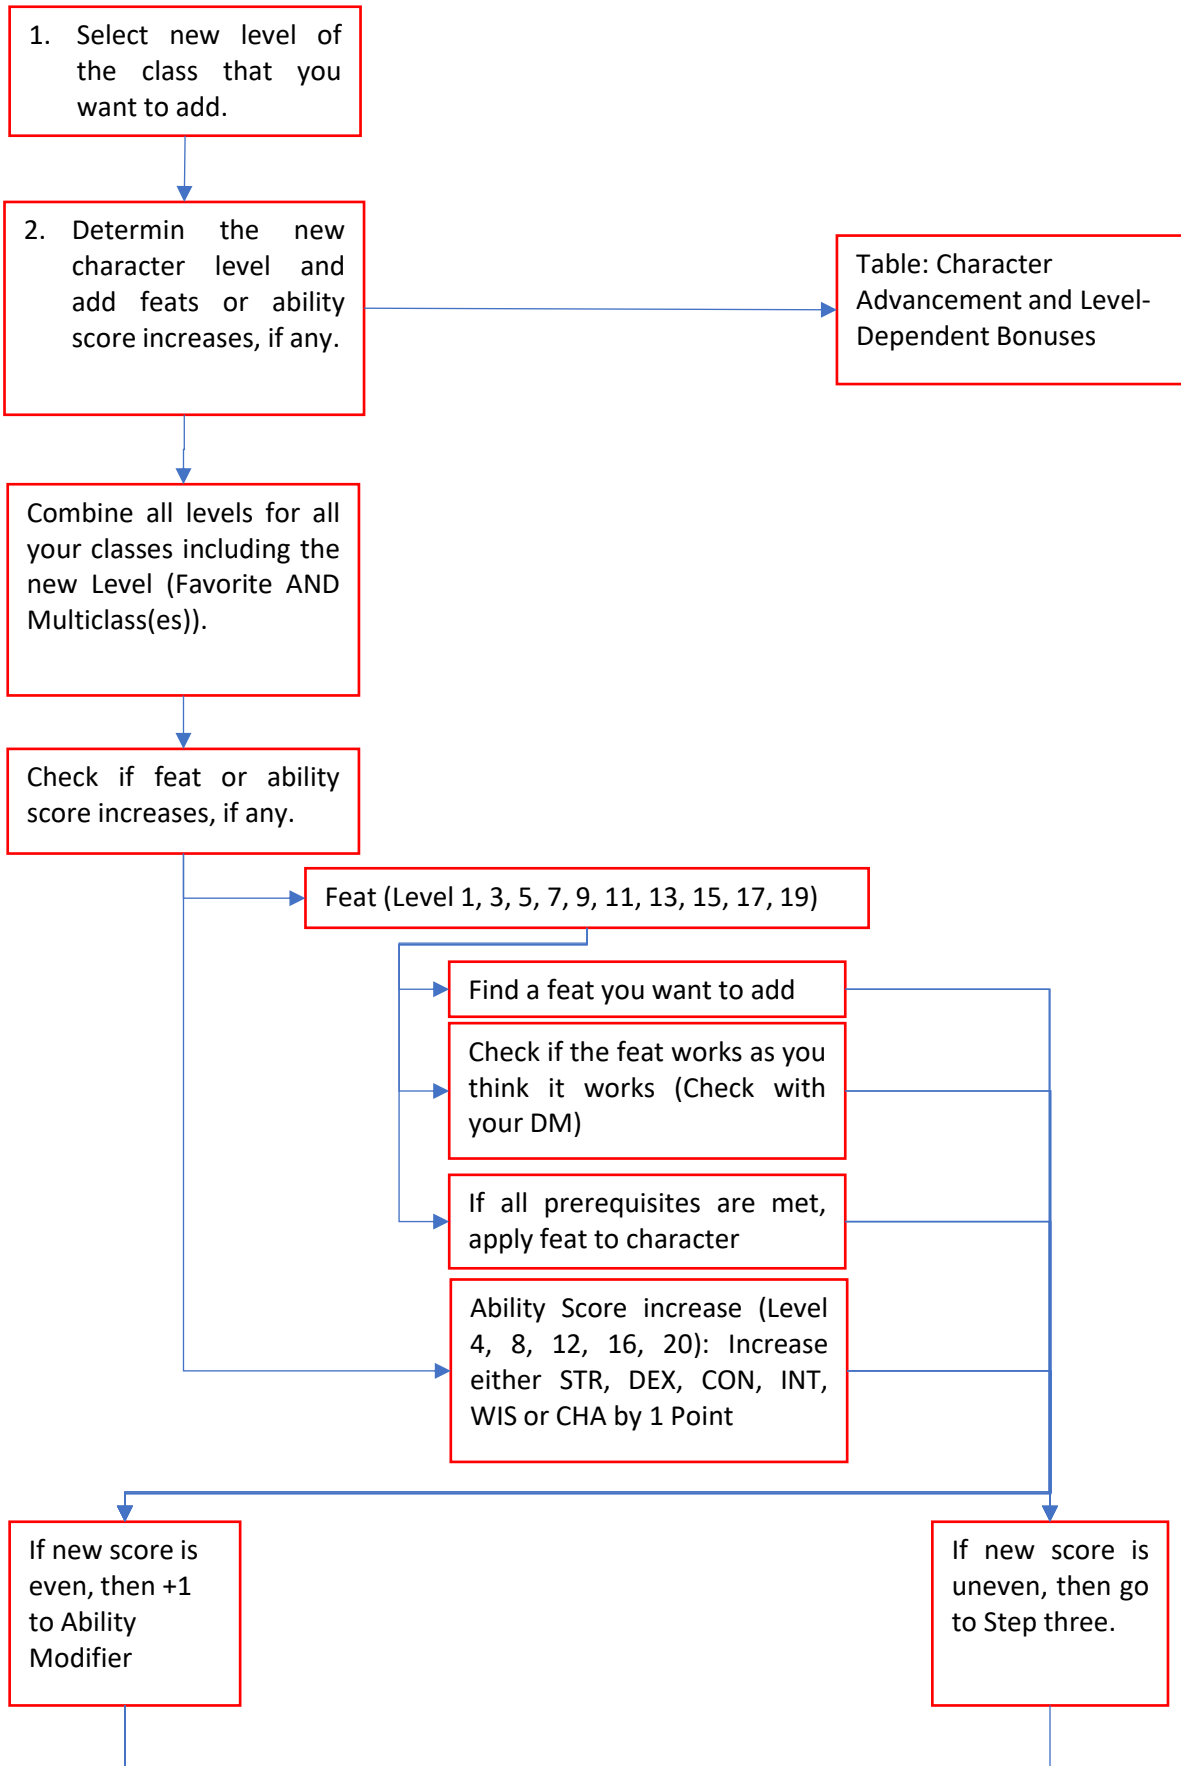 1. Select new level of
the class that you
want to add.
2. Determin the new
character level and
add feats or ability
score increases, if any.
Table: Character
Advancement and Level-
Dependent Bonuses
Combine all levels for all
your classes including the
new Level (Favorite AND
Multiclass(es)).
Check if feat or ability
score increases, if any.
Feat (Level 1, 3, 5, 7, 9, 11, 13, 15, 17, 19)
Find a feat you want to add
Check if the feat works as you
think it works (Check with
your DM)
If all prerequisites are met,
apply feat to character
Ability Score increase (Level
4, 8, 12, 16, 20): Increase
either STR, DEX, CON, INT,
WIS or CHA by 1 Point
If new score is
even, then +1
to Ability
Modifier
If new score is
uneven, then go
to Step three.